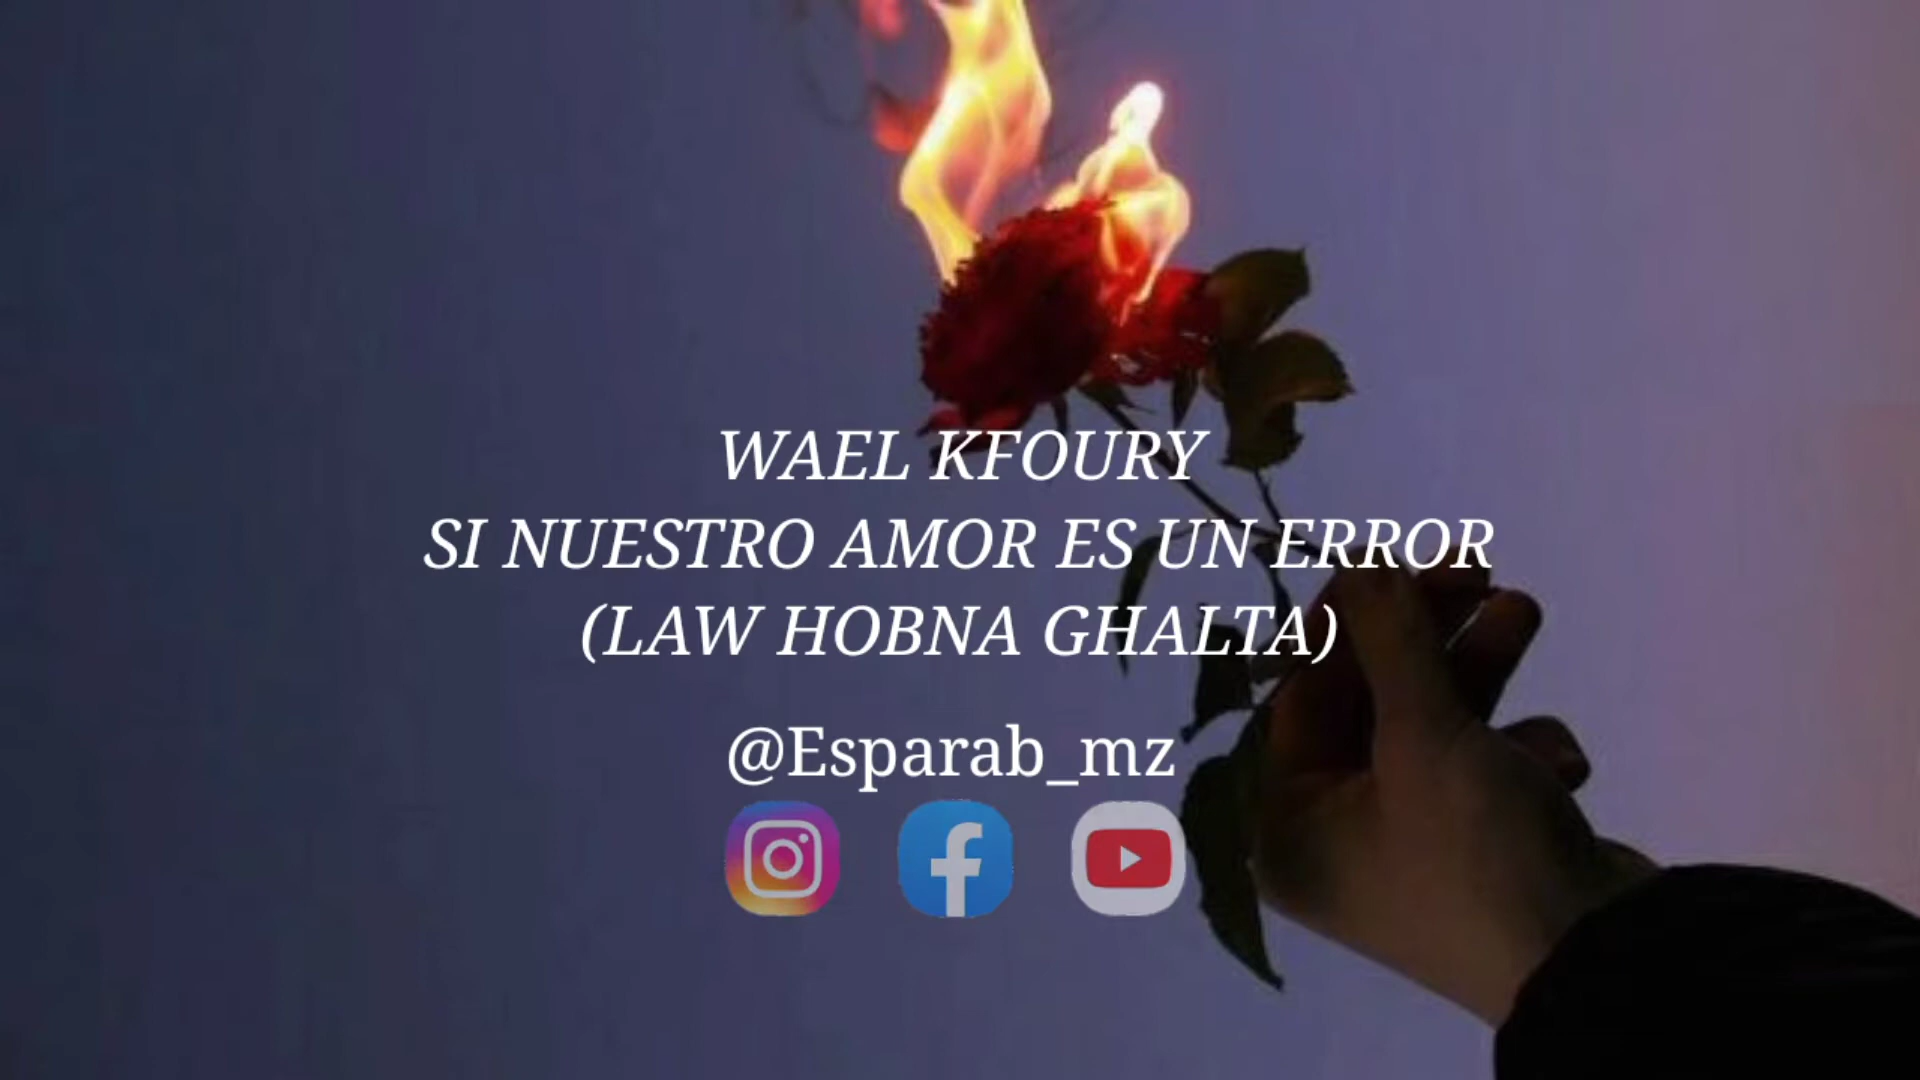 WAEL KFOURY
SI NUESTRO AMOR ES UN ERROR
(LAW HOBNA GHALTA)
@Esparab_mz